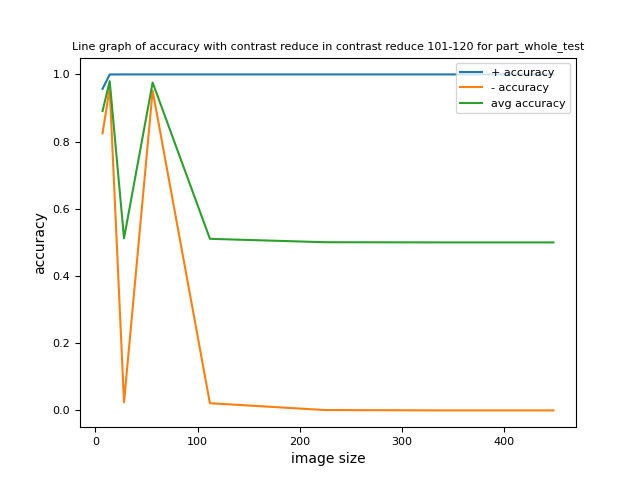 Line graph of accuracy with contrast reduce in contrast reduce 101-120 for part_whole_test
+ accuracy
- accuracy
avg accuracy
accuracy
1.0
0.8
0.6
0.4
0.2
0.0
0
100
200
300
400
image size